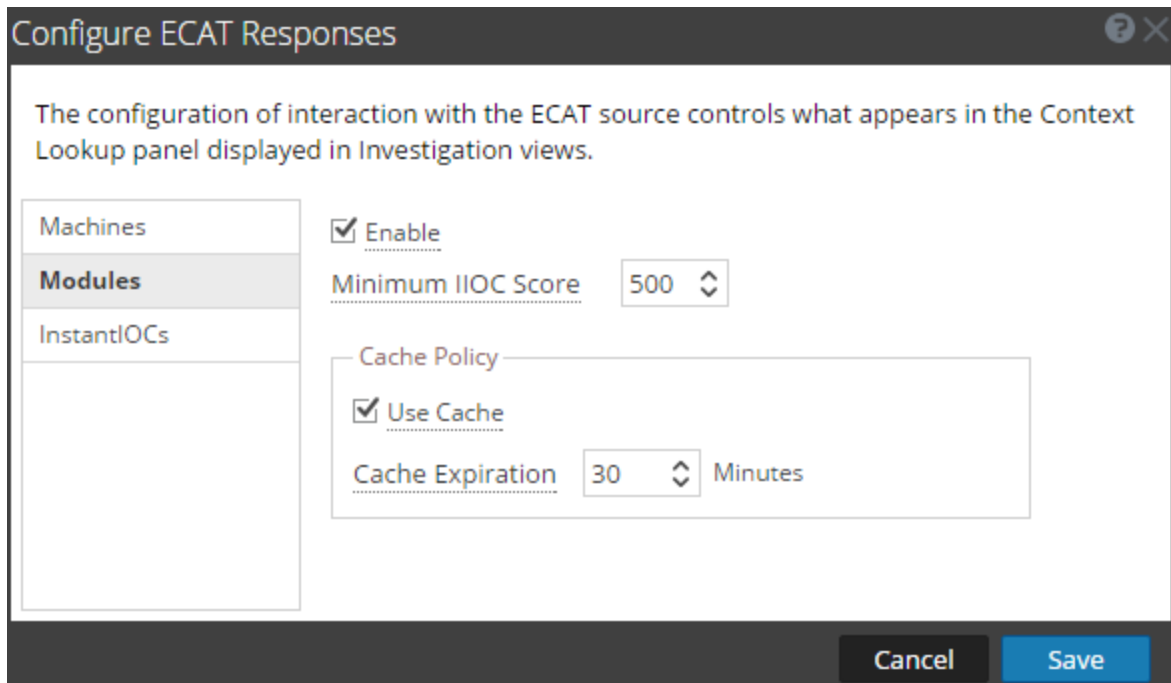 Configure ECAT Responses
The configuration of interaction with the ECAT source controls what appears in the Context
Lookup panel displayed in Investigation views.
Machines
Modules
InstantIOCs
Enable
Minimum IIOC Score 500
Cache Policy
Use Cache
Cache Expiration 30 Minutes
Cancel Save